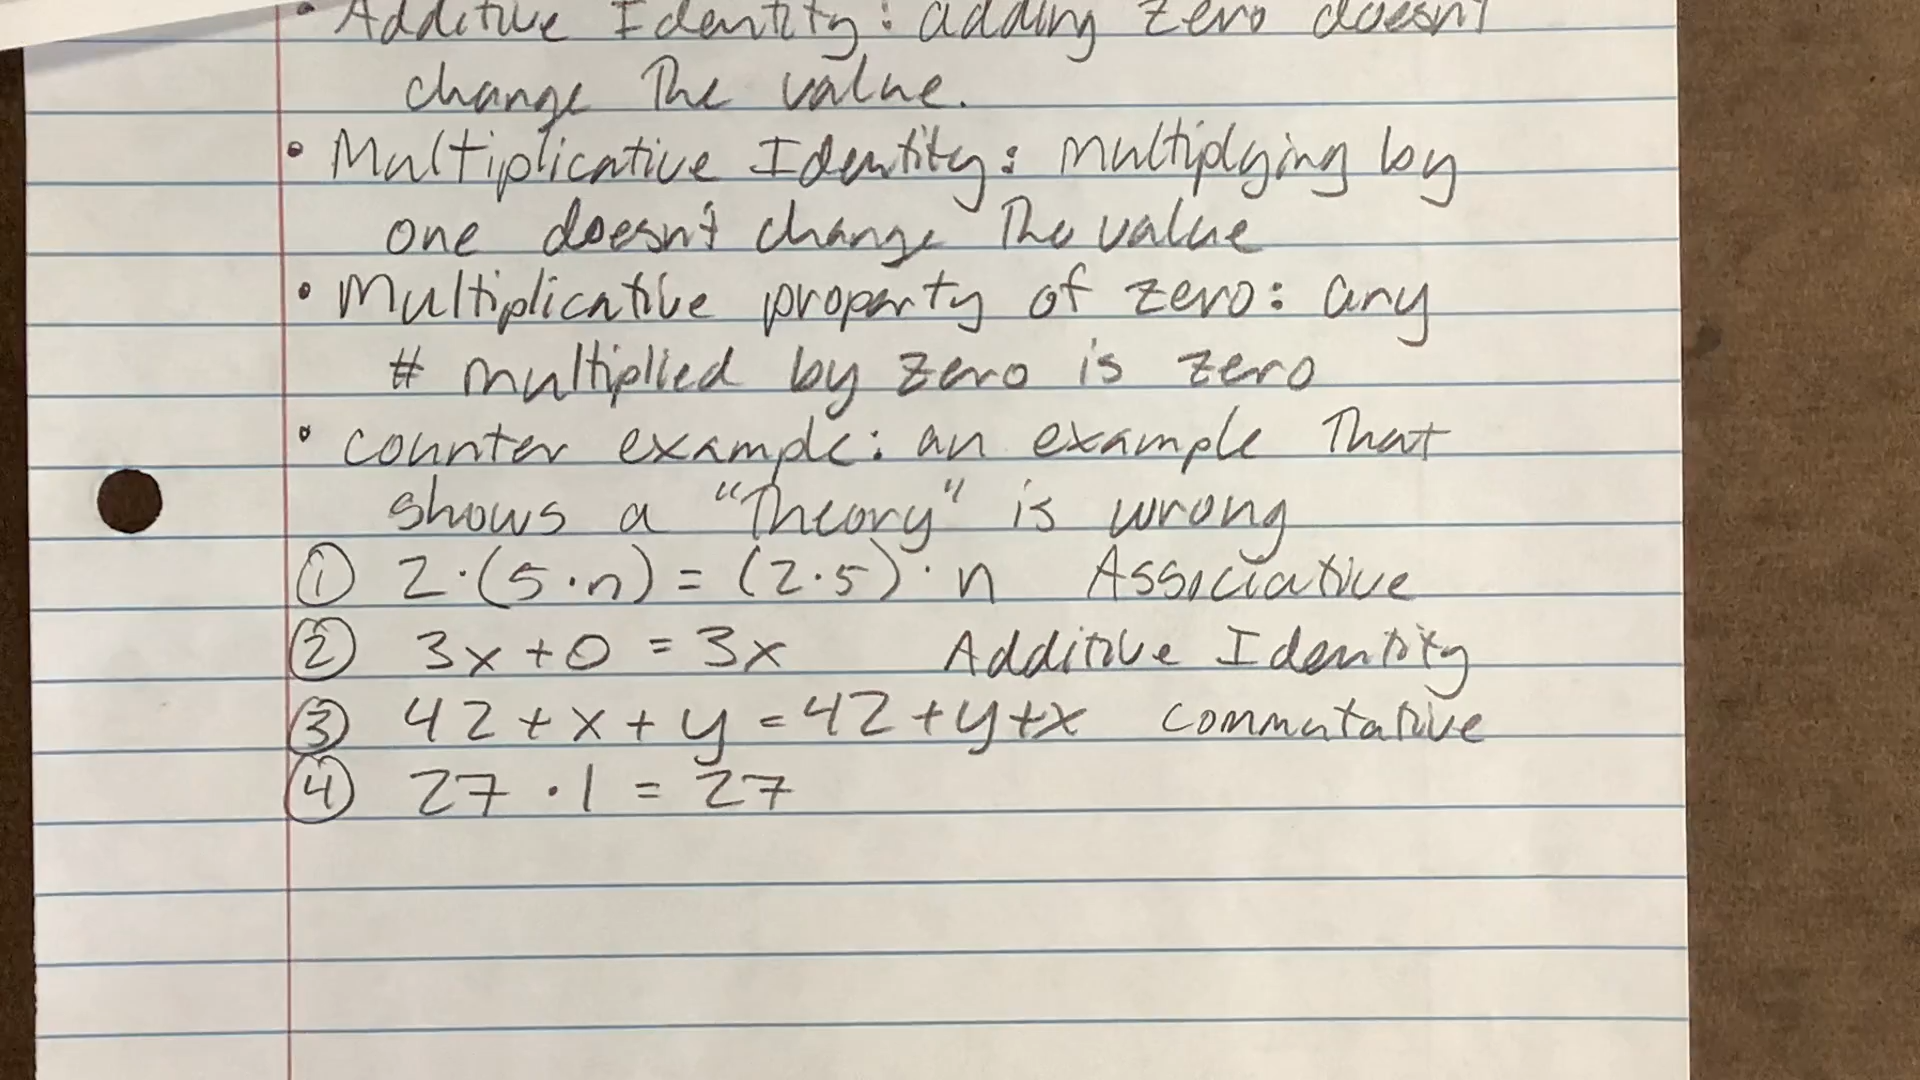 • Additive Identity: adding zero doesn't
change The value.
• Multiplicative Identity: multiplying by
one doesn't change The value
• Multiplicative property of zero: any
# multiplied by zero is zero
• counter example: an example That
shows a "Theory" is wrong
① 2·(5·n) = (2·5)·n Associative
② 3x+0 = 3x Additive Identity
③ 42+x+y=42+y+x commutative
④ 27·1 = 27